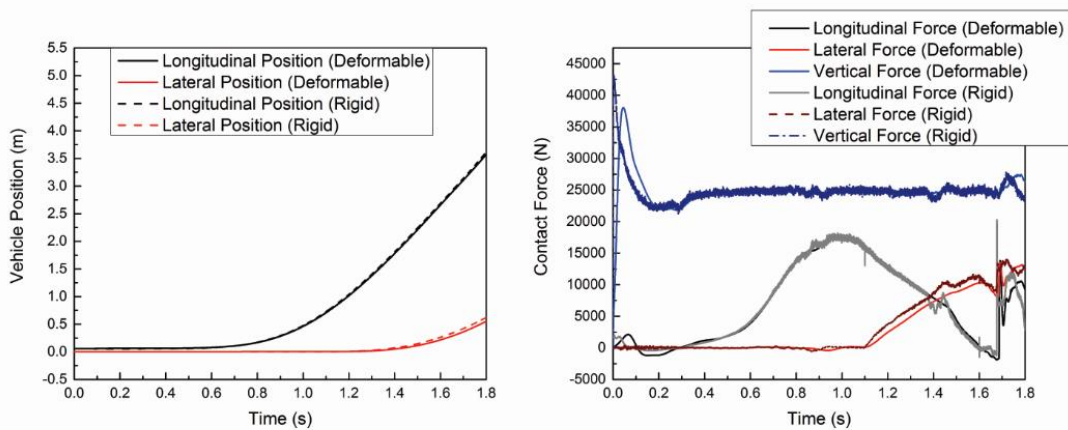 5.5
5.0
4.5
4.0
3.5
3.0
2.5
2.0
1.5
1.0
0.5
0.0
-0.5
Vehicle Position (m)
Longitudinal Position (Deformable)
Lateral Position (Deformable)
Longitudinal Position (Rigid)
Lateral Position (Rigid)
0.0 0.2 0.4 0.6 0.8 1.0 1.2 1.4 1.6 1.8
Time (s)
Longitudinal Force (Deformable)
Lateral Force (Deformable)
Vertical Force (Deformable)
Longitudinal Force (Rigid)
Lateral Force (Rigid)
Vertical Force (Rigid)
45000
40000
35000
30000
25000
20000
15000
10000
5000
0
-5000
Contact Force (N)
0.0 0.2 0.4 0.6 0.8 1.0 1.2 1.4 1.6 1.8
Time (s)